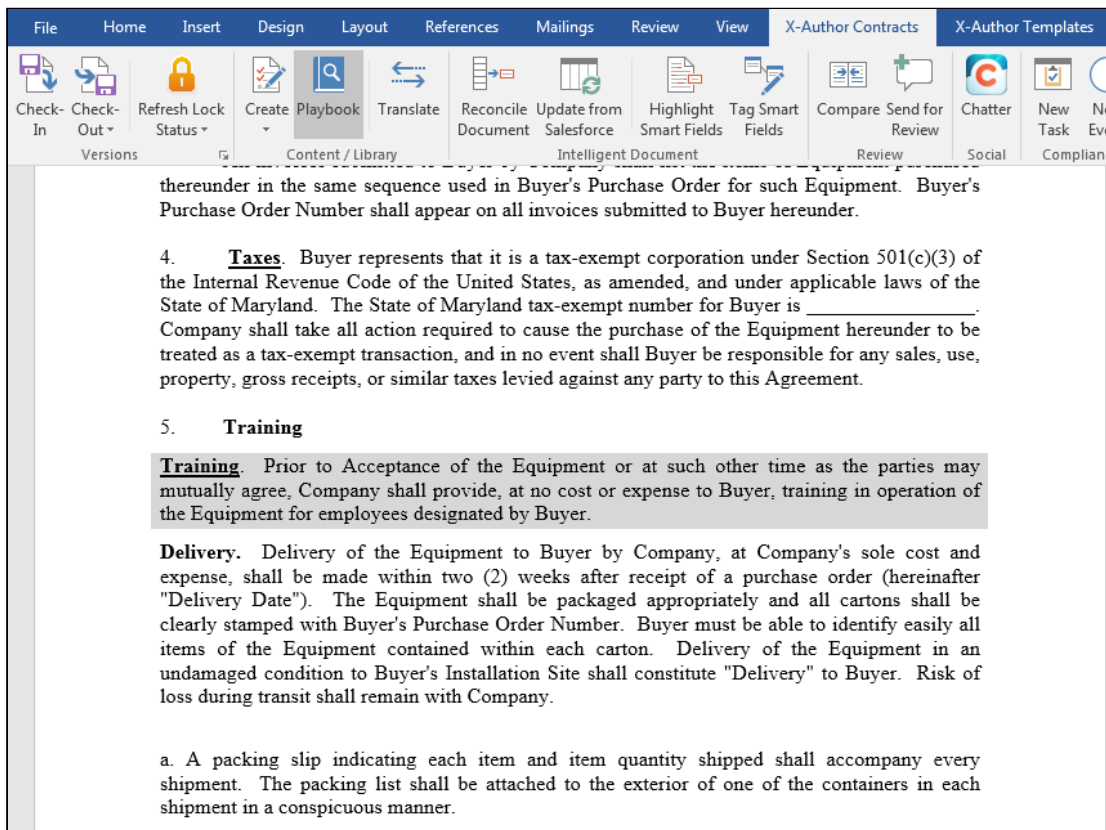 File Home Insert Design Layout References Mailings Review View X-Author Contracts X-Author Templates
Check-In Check-Out Refresh Lock Status Create Playbook Translate Reconcile Document Update from Salesforce Highlight Smart Fields Tag Smart Fields Compare Send for Review Chatter New Task
Versions Content / Library Intelligent Document Review Social
thereunder in the same sequence used in Buyer's Purchase Order for such Equipment. Buyer's
Purchase Order Number shall appear on all invoices submitted to Buyer hereunder.
4. Taxes. Buyer represents that it is a tax-exempt corporation under Section 501(c)(3) of
the Internal Revenue Code of the United States, as amended, and under applicable laws of the
State of Maryland. The State of Maryland tax-exempt number for Buyer is _________________.
Company shall take all action required to cause the purchase of the Equipment hereunder to be
treated as a tax-exempt transaction, and in no event shall Buyer be responsible for any sales, use,
property, gross receipts, or similar taxes levied against any party to this Agreement.
5. Training
Training. Prior to Acceptance of the Equipment or at such other time as the parties may
mutually agree, Company shall provide, at no cost or expense to Buyer, training in operation of
the Equipment for employees designated by Buyer.
Delivery. Delivery of the Equipment to Buyer by Company, at Company's sole cost and
expense, shall be made within two (2) weeks after receipt of a purchase order (hereinafter
"Delivery Date"). The Equipment shall be packaged appropriately and all cartons shall be
clearly stamped with Buyer's Purchase Order Number. Buyer must be able to identify easily all
items of the Equipment contained within each carton. Delivery of the Equipment in an
undamaged condition to Buyer's Installation Site shall constitute "Delivery" to Buyer. Risk of
loss during transit shall remain with Company.
a. A packing slip indicating each item and item quantity shipped shall accompany every
shipment. The packing list shall be attached to the exterior of one of the containers in each
shipment in a conspicuous manner.